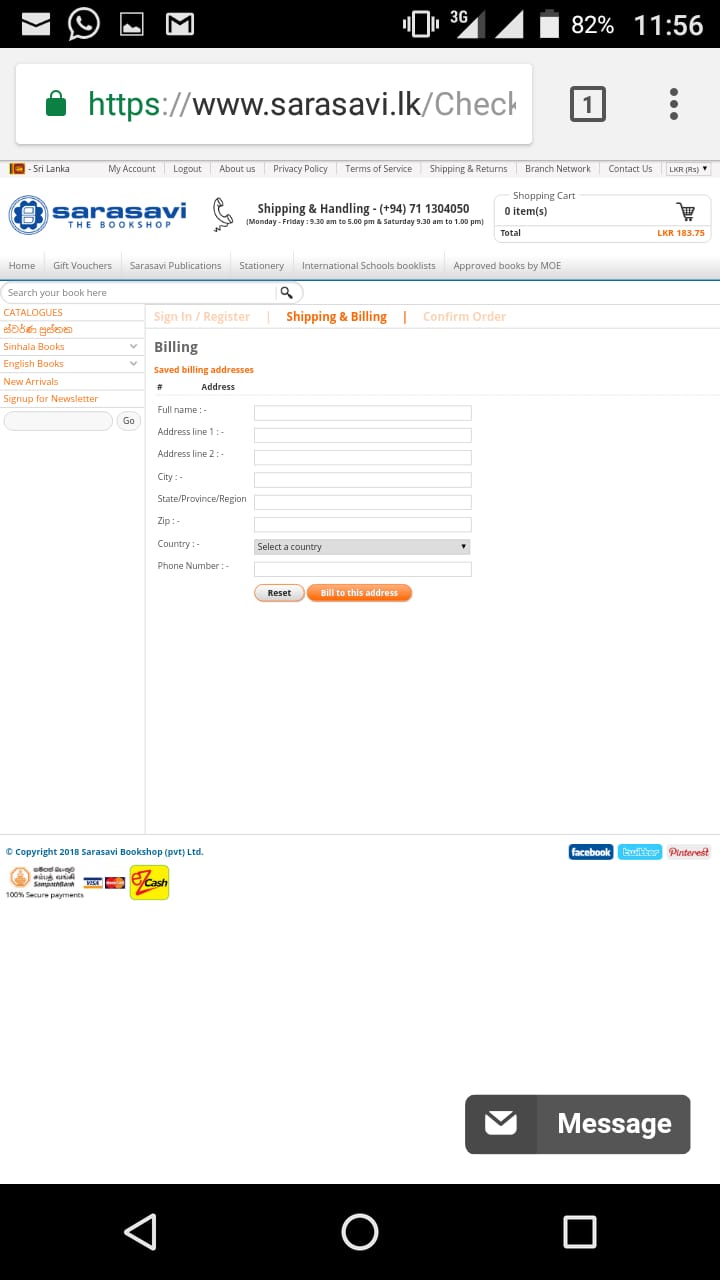 3G 82% 11:56
https://www.sarasavi.lk/Check
1
- Sri Lanka My Account Logout About us Privacy Policy Terms of Service Shipping & Returns Branch Network Contact Us LKR (Rs)
sarasavi
THE BOOKSHOP
Shipping & Handling - (+94) 71 1304050
(Monday - Friday : 9.30 am to 5.00 pm & Saturday 9.30 am to 1.00 pm)
Shopping Cart
0 item(s)
Total LKR 183.75
Home Gift Vouchers Sarasavi Publications Stationery International Schools booklists Approved books by MOE
Search your book here
CATALOGUES
ස්වර්ණ පුස්තක
Sinhala Books
English Books
New Arrivals
Signup for Newsletter
Go
Sign In / Register | Shipping & Billing | Confirm Order
Billing
Saved billing addresses
# Address
Full name : -
Address line 1 : -
Address line 2 : -
City : -
State/Province/Region
Zip : -
Country : - Select a country
Phone Number : -
Reset Bill to this address
© Copyright 2018 Sarasavi Bookshop (pvt) Ltd.
facebook twitter Pinterest
සම්පත් බැංකුව
சம்பத் வங்கி
SampathBank
VISA MasterCard eZ Cash
100% Secure payments
Message